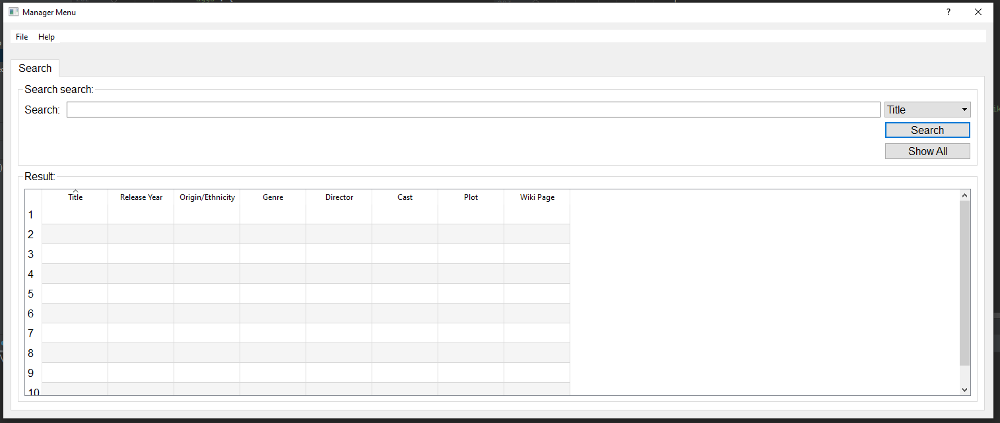 Manager Menu
File Help
Search
Search search:
Search: Title
Search
Show All
Result:
Title Release Year Origin/Ethnicity Genre Director Cast Plot Wiki Page
1
2
3
4
5
6
7
8
9
10